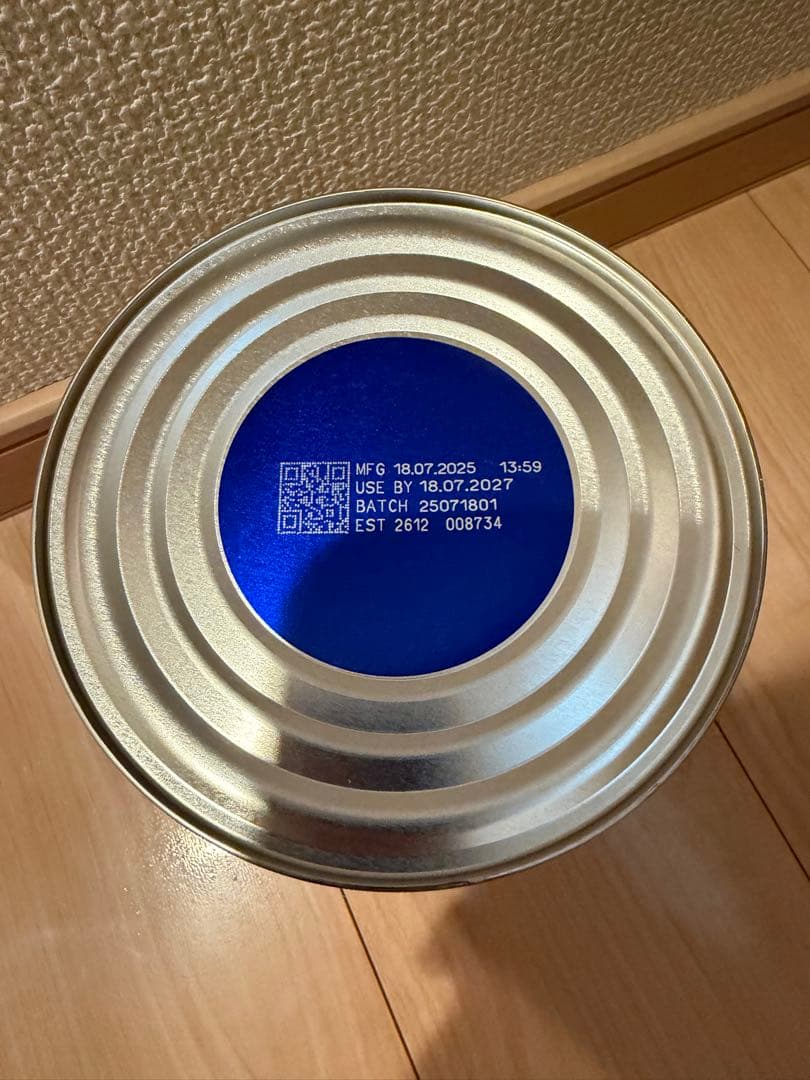 MFG 18.07.2025 13:59
USE BY 18.07.2027
BATCH 25071801
EST 2612 008734